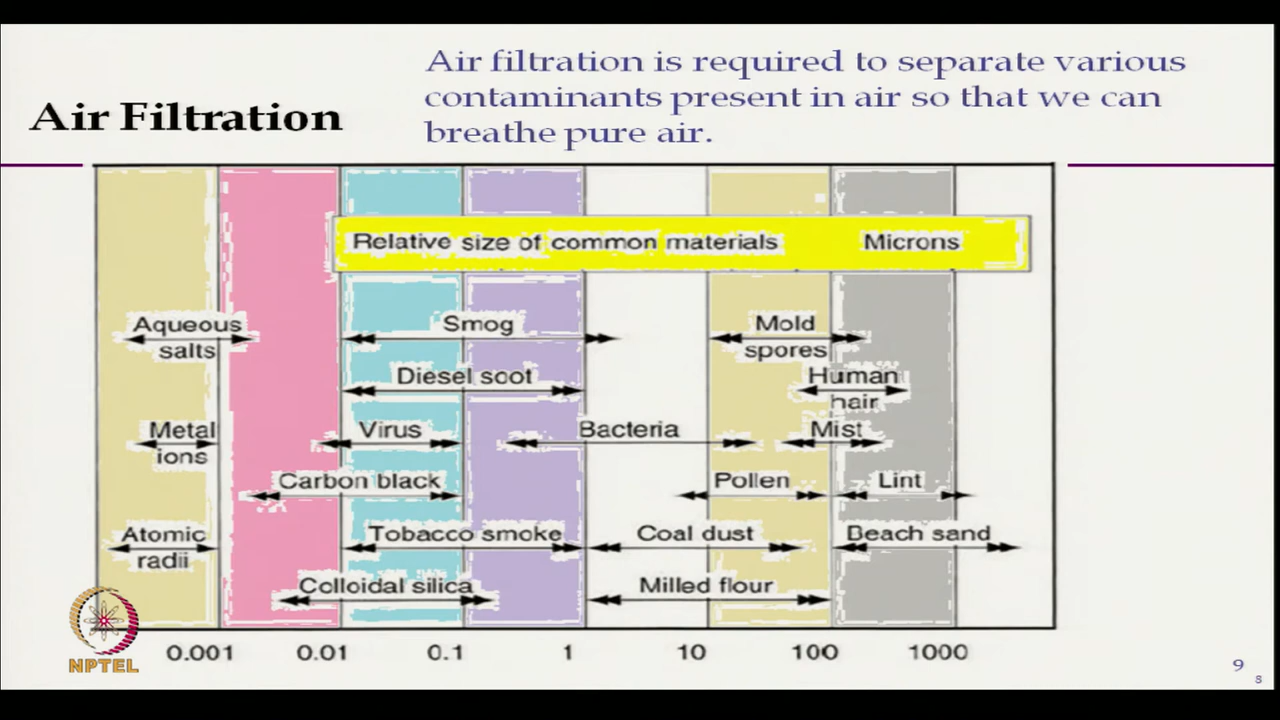 Air Filtration
Air filtration is required to separate various
contaminants present in air so that we can
breathe pure air.
Relative size of common materials Microns
Aqueous
salts
Smog
Mold
spores
Diesel soot
Human
hair
Metal
ions
Virus
Bacteria
Mist
Carbon black
Pollen
Lint
Atomic
radii
Tobacco smoke
Coal dust
Beach sand
Colloidal silica
Milled flour
0.001 0.01 0.1 1 10 100 1000
NPTEL
9
8